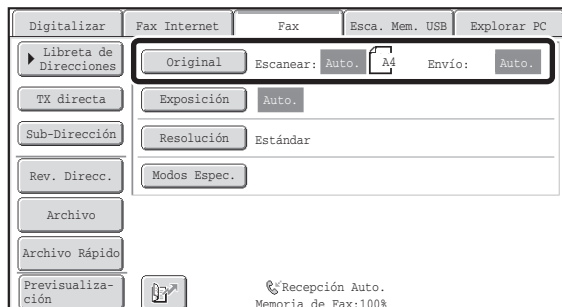 Digitalizar Fax Internet Fax Esca. Mem. USB Explorar PC
Libreta de
Direcciones
Original Escanear: Auto. A4 Envío: Auto.
TX directa
Exposición Auto.
Sub-Dirección
Resolución Estándar
Rev. Direcc.
Modos Espec.
Archivo
Archivo Rápido
Previsualiza-
ción
Recepción Auto.
Memoria de Fax:100%